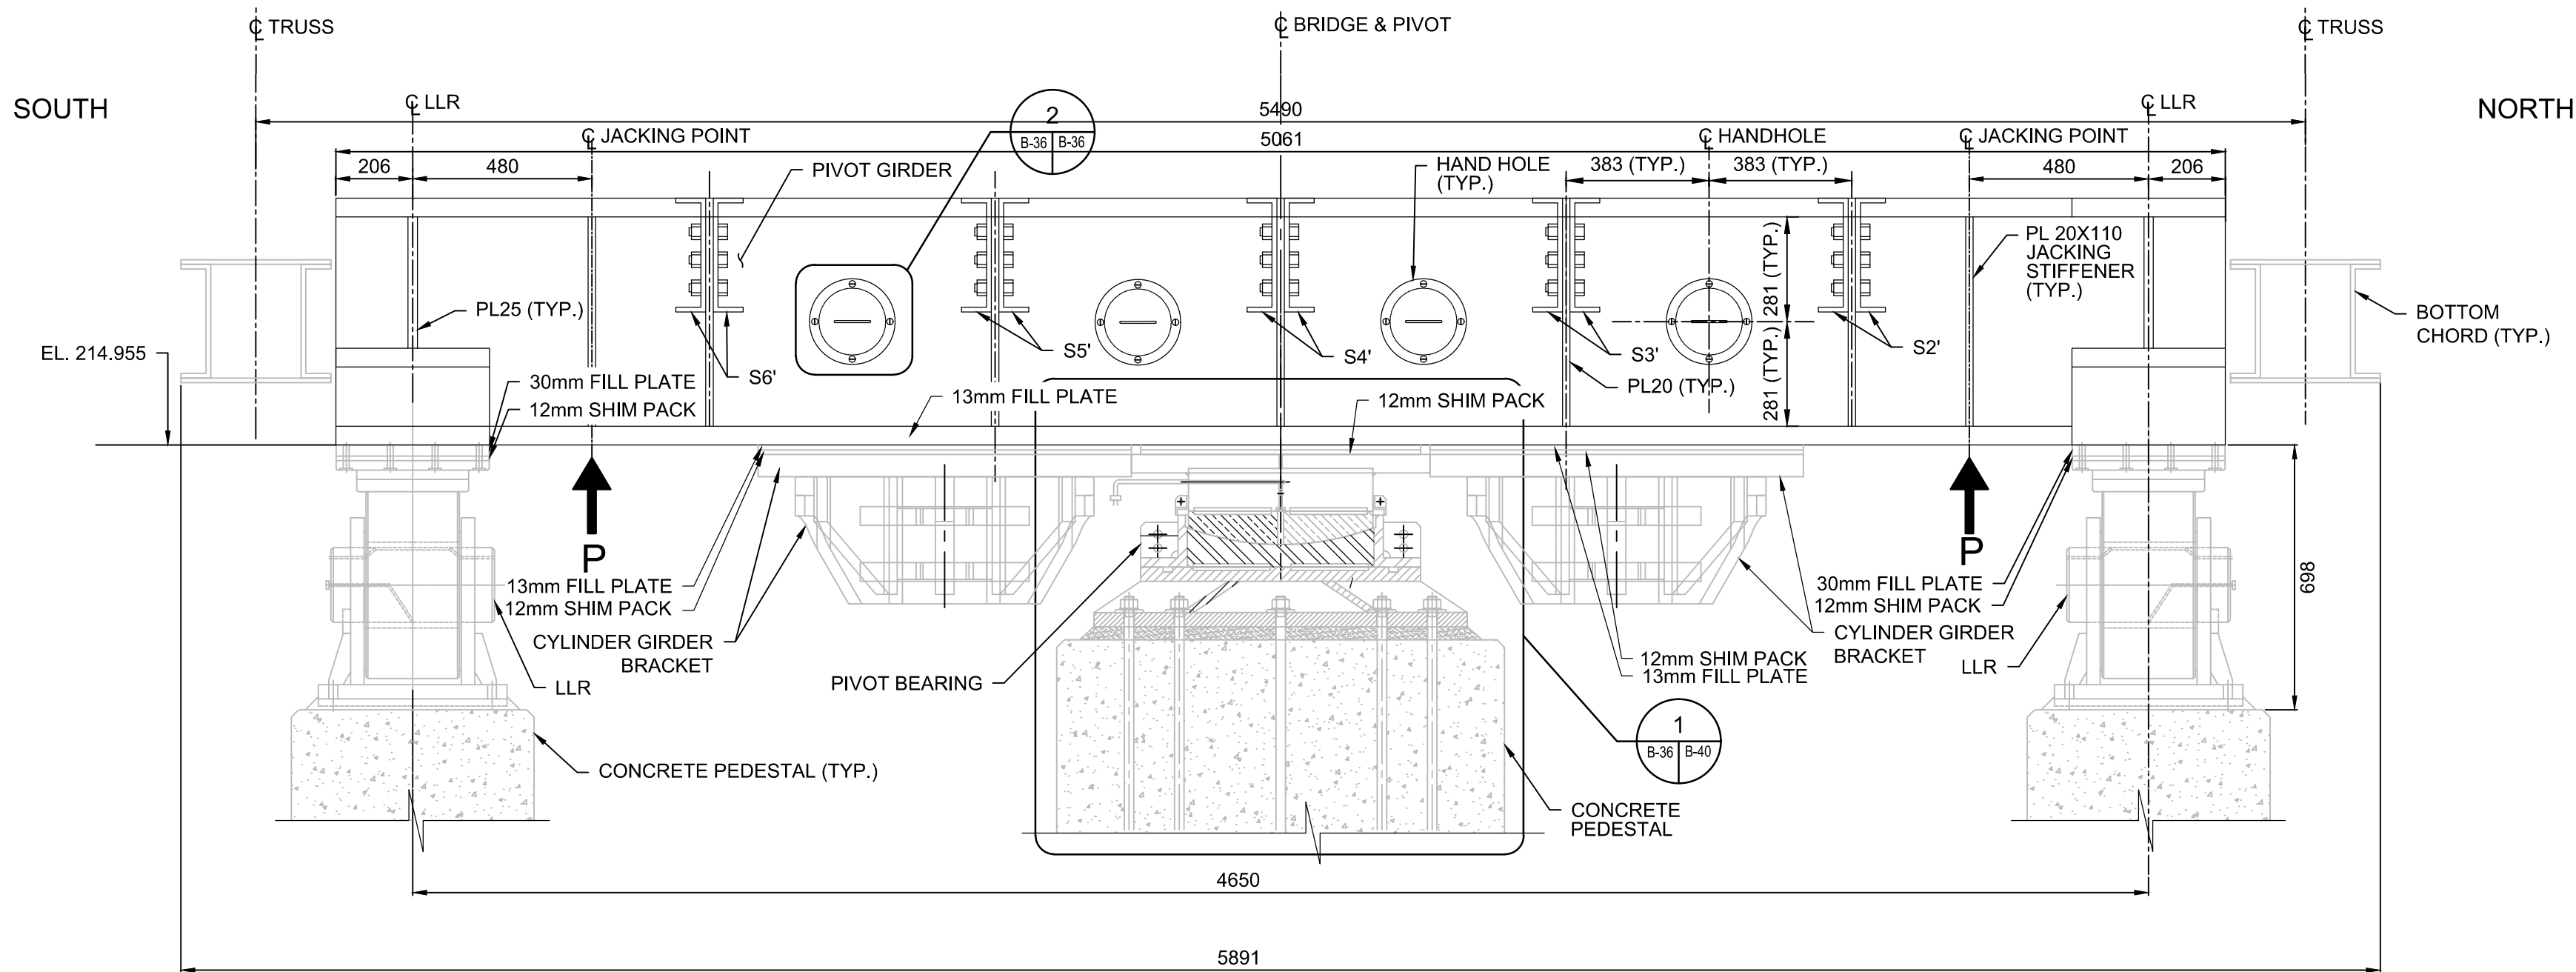 ℄ TRUSS
℄ BRIDGE & PIVOT
℄ TRUSS
SOUTH
℄ LLR
5490
℄ LLR
NORTH
2
B-36 B-36
℄ JACKING POINT
5061
℄ HANDHOLE
℄ JACKING POINT
206
480
PIVOT GIRDER
HAND HOLE
(TYP.)
383 (TYP.)
383 (TYP.)
480
206
281 (TYP.)
281 (TYP.)
PL 20X110
JACKING
STIFFENER
(TYP.)
PL25 (TYP.)
BOTTOM
CHORD (TYP.)
EL. 214.955
S6'
S5'
S4'
S3'
S2'
30mm FILL PLATE
12mm SHIM PACK
13mm FILL PLATE
12mm SHIM PACK
PL20 (TYP.)
P
P
13mm FILL PLATE
12mm SHIM PACK
30mm FILL PLATE
12mm SHIM PACK
698
CYLINDER GIRDER
BRACKET
CYLINDER GIRDER
BRACKET
LLR
PIVOT BEARING
12mm SHIM PACK
13mm FILL PLATE
LLR
1
B-36 B-40
CONCRETE PEDESTAL (TYP.)
CONCRETE
PEDESTAL
4650
5891